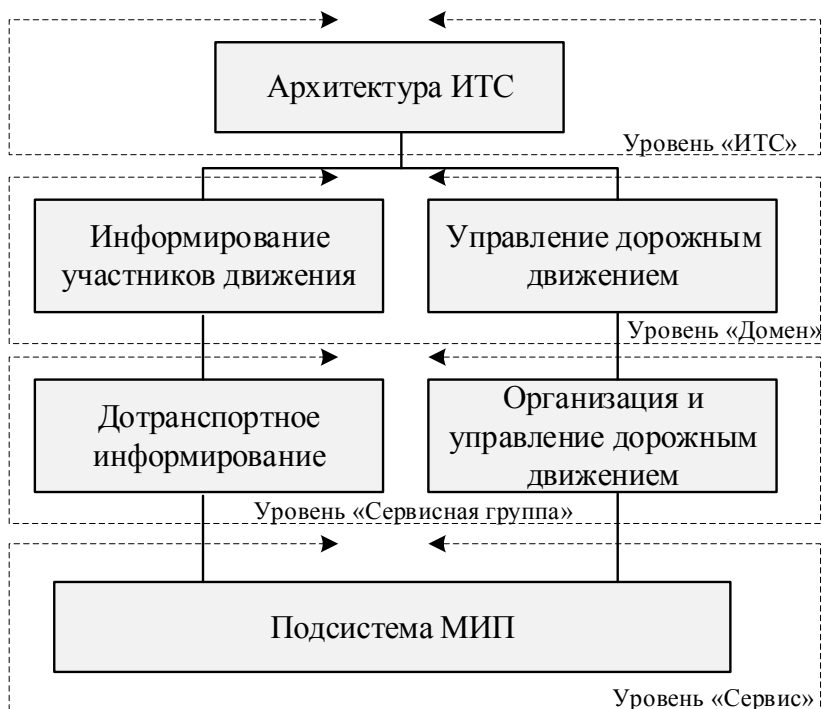 Архитектура ИТС
Уровень «ИТС»
Информирование
участников движения
Управление дорожным
движением
Уровень «Домен»
Дотранспортное
информирование
Организация и
управление дорожным
движением
Уровень «Сервисная группа»
Подсистема МИП
Уровень «Сервис»